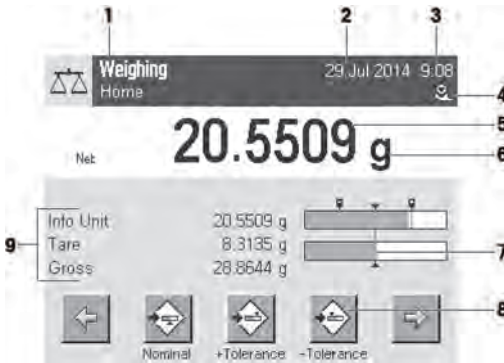 1 2 3
Weighing 29.Jul 2014 9:08
Home 4
5
Net 20.5509 g 6
Info Unit 20.5509 g
9 Tare 8.3135 g 7
Gross 28.8644 g
8
Nominal +Tolerance -Tolerance